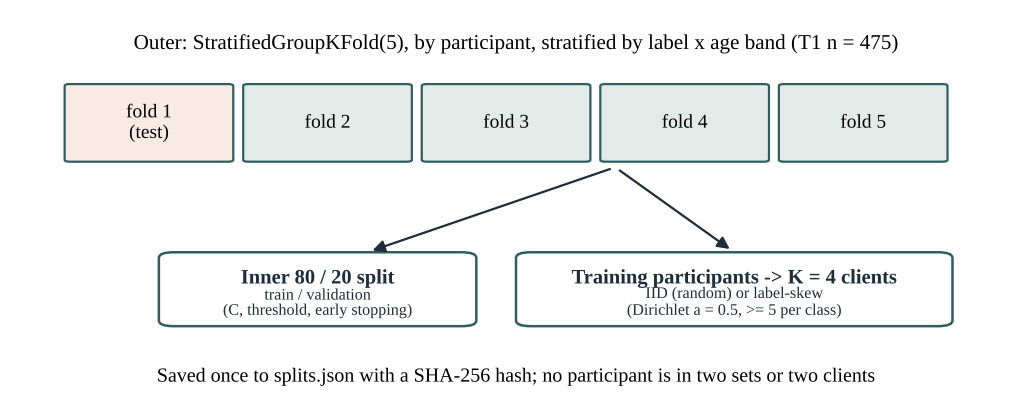 Outer: StratifiedGroupKFold(5), by participant, stratified by label x age band (T1 n = 475)
fold 1
(test)
fold 2
fold 3
fold 4
fold 5
Inner 80 / 20 split
train / validation
(C, threshold, early stopping)
Training participants -> K = 4 clients
IID (random) or label-skew
(Dirichlet a = 0.5, >= 5 per class)
Saved once to splits.json with a SHA-256 hash; no participant is in two sets or two clients